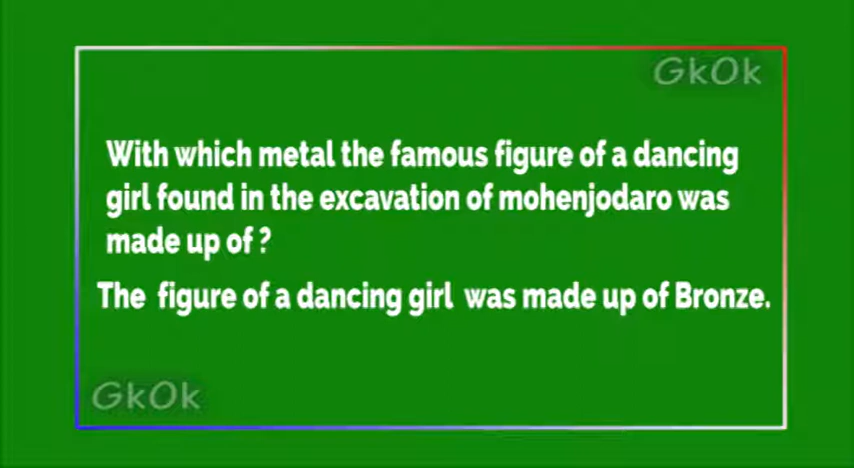 GkOk
With which metal the famous figure of a dancing
girl found in the excavation of mohenjodaro was
made up of ?
The figure of a dancing girl was made up of Bronze.
GkOk